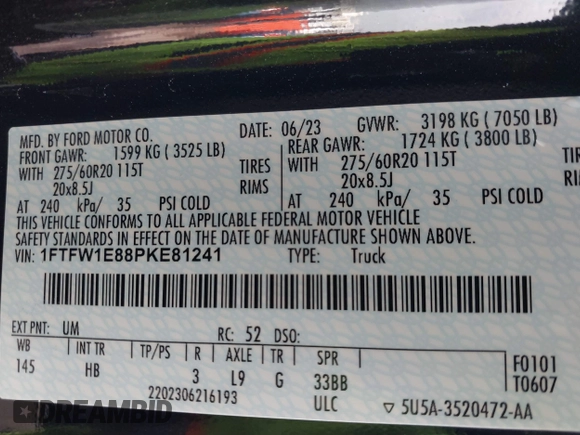 MFD. BY FORD MOTOR CO. DATE: 06/23 GVWR: 3198 KG ( 7050 LB)
FRONT GAWR: 1599 KG ( 3525 LB) REAR GAWR: 1724 KG ( 3800 LB)
WITH 275/60R20 115T TIRES WITH 275/60R20 115T TIRES
20x8.5J RIMS 20x8.5J RIMS
AT 240 kPa/ 35 PSI COLD AT 240 kPa/ 35 PSI COLD
THIS VEHICLE CONFORMS TO ALL APPLICABLE FEDERAL MOTOR VEHICLE
SAFETY STANDARDS IN EFFECT ON THE DATE OF MANUFACTURE SHOWN ABOVE.
VIN: 1FTFW1E88PKE81241 TYPE: Truck
EXT PNT: UM RC: 52 DSO:
WB INT TR TP/PS R AXLE TR SPR F0101
145 HB 3 L9 G 33BB T0607
2202306216193 ULC ▽ 5U5A-3520472-AA
DREAMBID